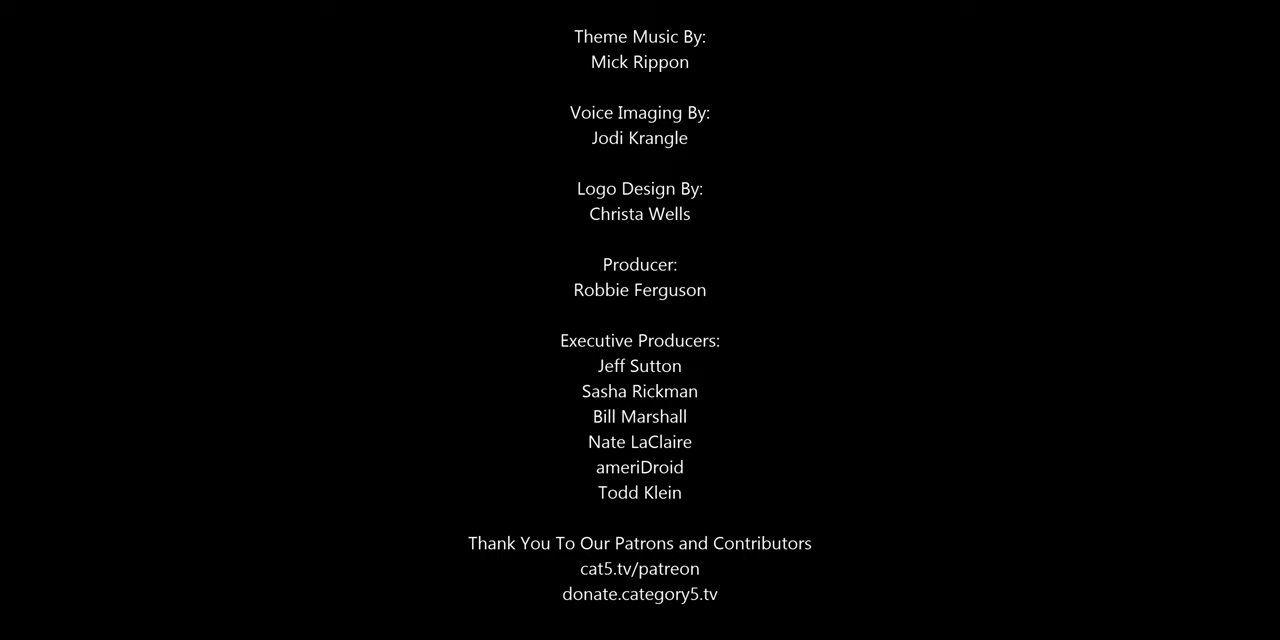 Theme Music By:
Mick Rippon
Voice Imaging By:
Jodi Krangle
Logo Design By:
Christa Wells
Producer:
Robbie Ferguson
Executive Producers:
Jeff Sutton
Sasha Rickman
Bill Marshall
Nate LaClaire
ameriDroid
Todd Klein
Thank You To Our Patrons and Contributors
cat5.tv/patreon
donate.category5.tv